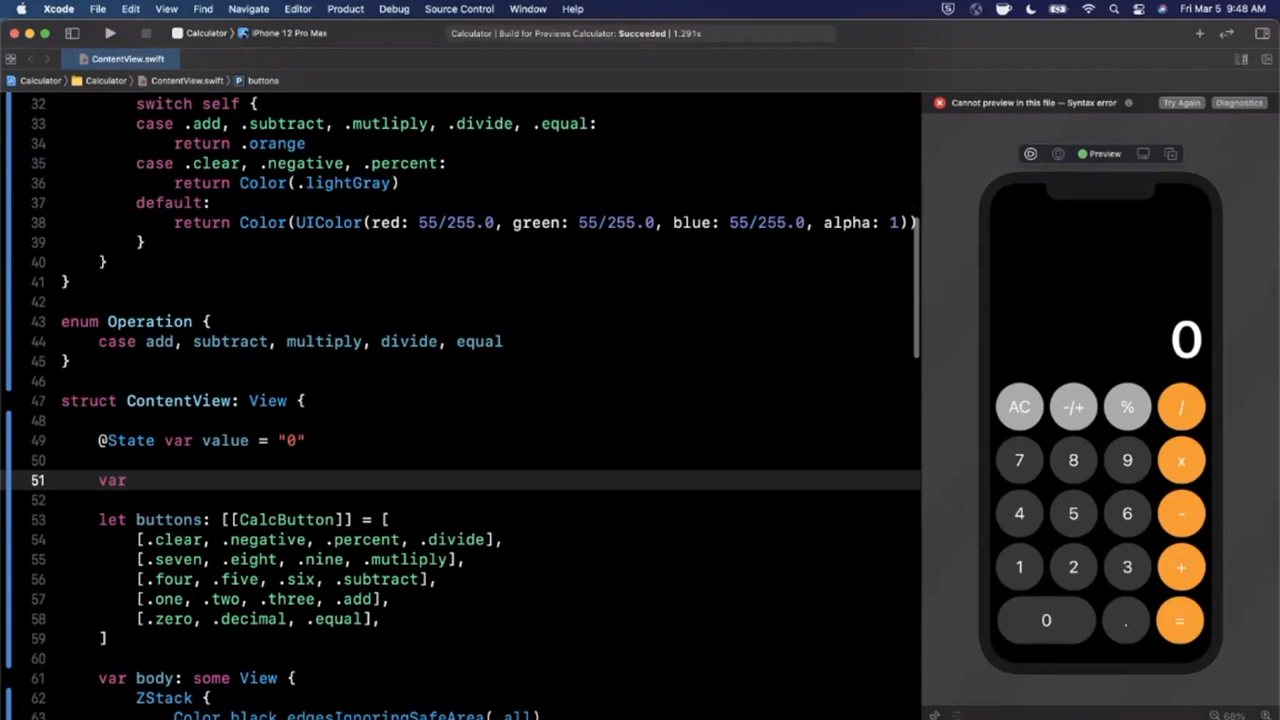 Xcode File Edit View Find Navigate Editor Product Debug Source Control Window Help Fri Mar 5 9:48 AM
Calculator 〉 iPhone 12 Pro Max Calculator | Build for Previews Calculator: Succeeded | 1.291s
ContentView.swift
Calculator 〉 Calculator 〉 ContentView.swift 〉 P buttons
Cannot preview in this file — Syntax error Try Again Diagnostics
Preview
32 switch self {
33 case .add, .subtract, .mutliply, .divide, .equal:
34 return .orange
35 case .clear, .negative, .percent:
36 return Color(.lightGray)
37 default:
38 return Color(UIColor(red: 55/255.0, green: 55/255.0, blue: 55/255.0, alpha: 1))
39 }
40 }
41 }
42
43 enum Operation {
44 case add, subtract, multiply, divide, equal
45 }
46
47 struct ContentView: View {
48
49 @State var value = "0"
50
51 var
52
53 let buttons: [[CalcButton]] = [
54 [.clear, .negative, .percent, .divide],
55 [.seven, .eight, .nine, .mutliply],
56 [.four, .five, .six, .subtract],
57 [.one, .two, .three, .add],
58 [.zero, .decimal, .equal],
59 ]
60
61 var body: some View {
62 ZStack {
63 Color.black.edgesIgnoringSafeArea(.all)
0
AC -/+ % /
7 8 9 x
4 5 6 -
1 2 3 +
0 . =
68%